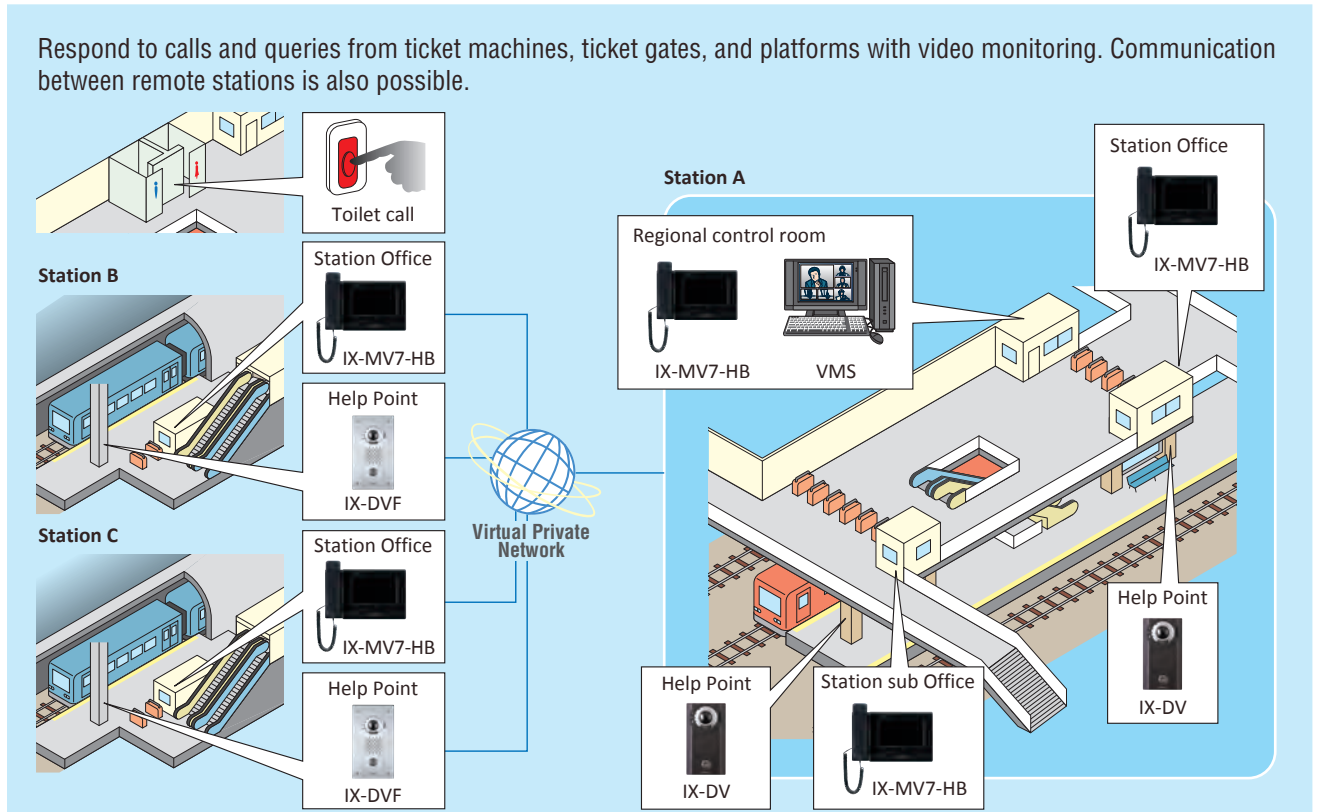 Respond to calls and queries from ticket machines, ticket gates, and platforms with video monitoring. Communication
between remote stations is also possible.
Toilet call
Station B
Station Office
IX-MV7-HB
Help Point
IX-DVF
Station C
Station Office
IX-MV7-HB
Help Point
IX-DVF
Virtual Private
Network
Station A
Regional control room
IX-MV7-HB
VMS
Station Office
IX-MV7-HB
Help Point
IX-DV
Station sub Office
IX-MV7-HB
Help Point
IX-DV